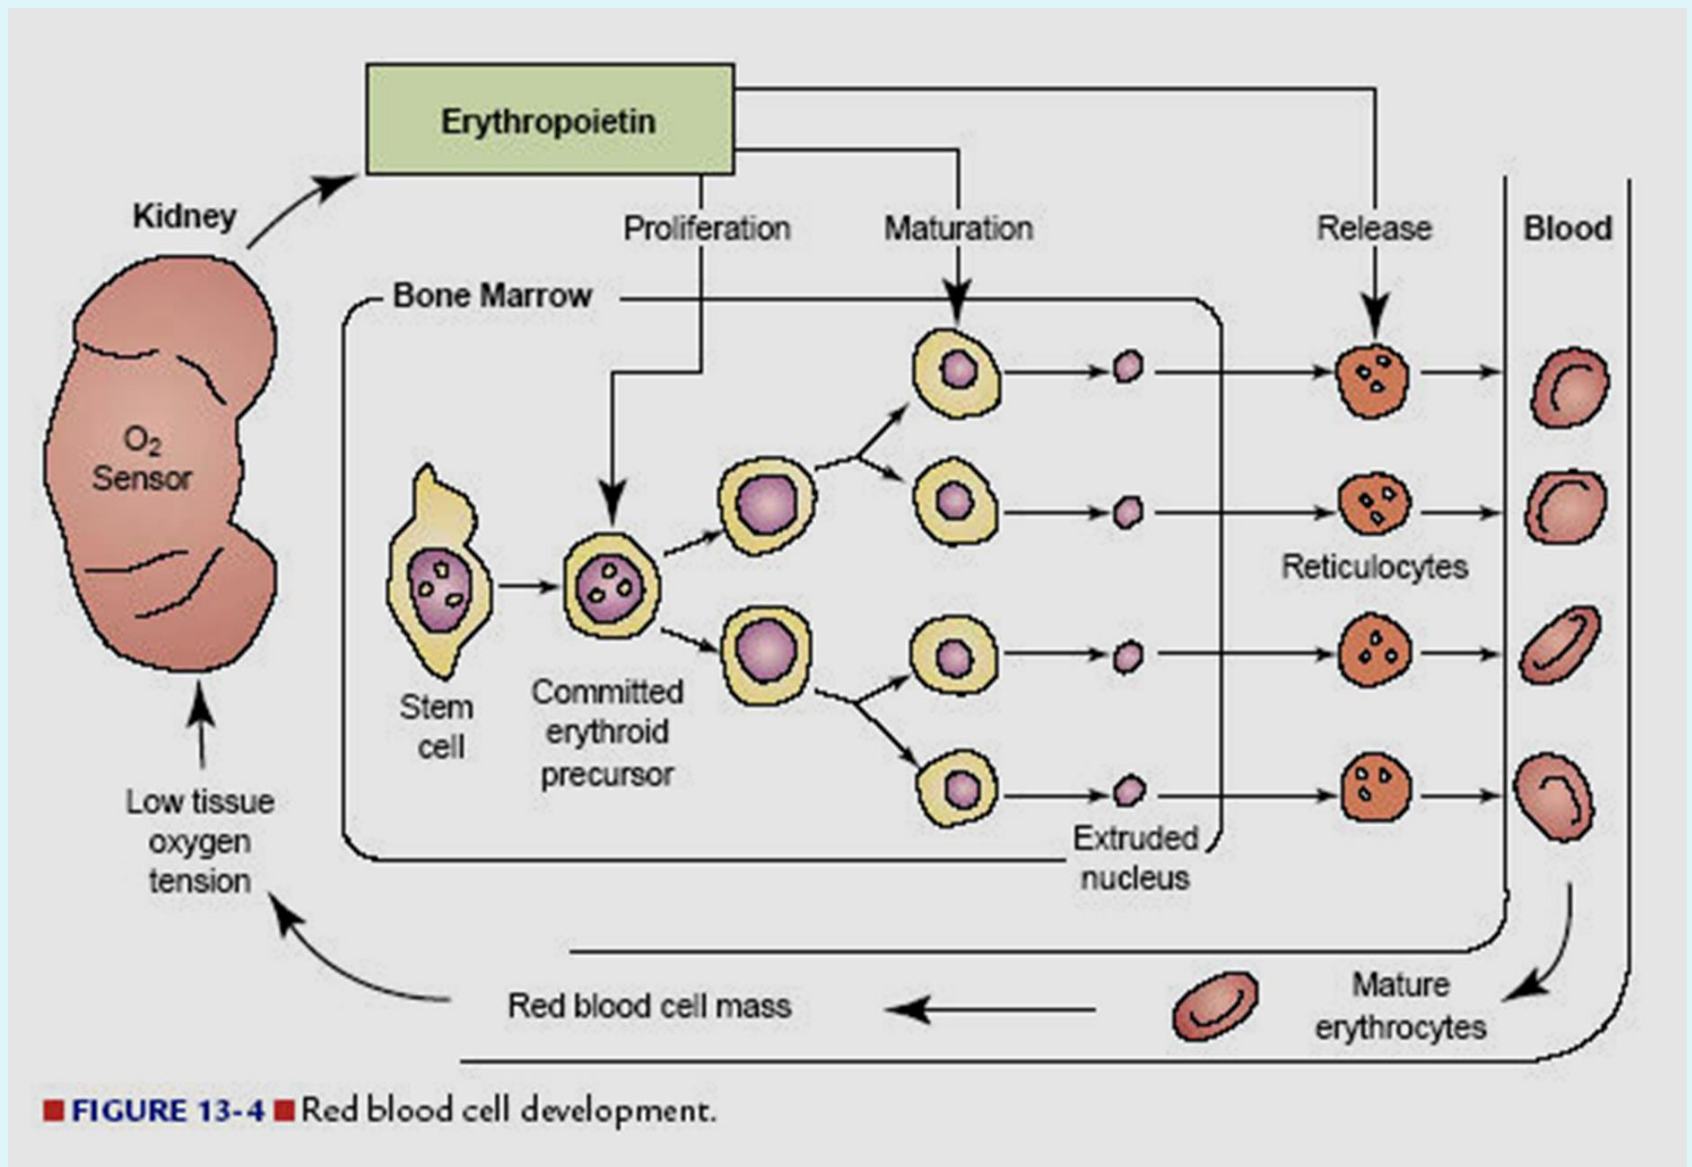 Erythropoietin
Kidney
Proliferation
Maturation
Release
Blood
Bone Marrow
O₂
Sensor
Reticulocytes
Stem
cell
Committed
erythroid
precursor
Low tissue
oxygen
tension
Extruded
nucleus
Red blood cell mass
Mature
erythrocytes
FIGURE 13-4 Red blood cell development.